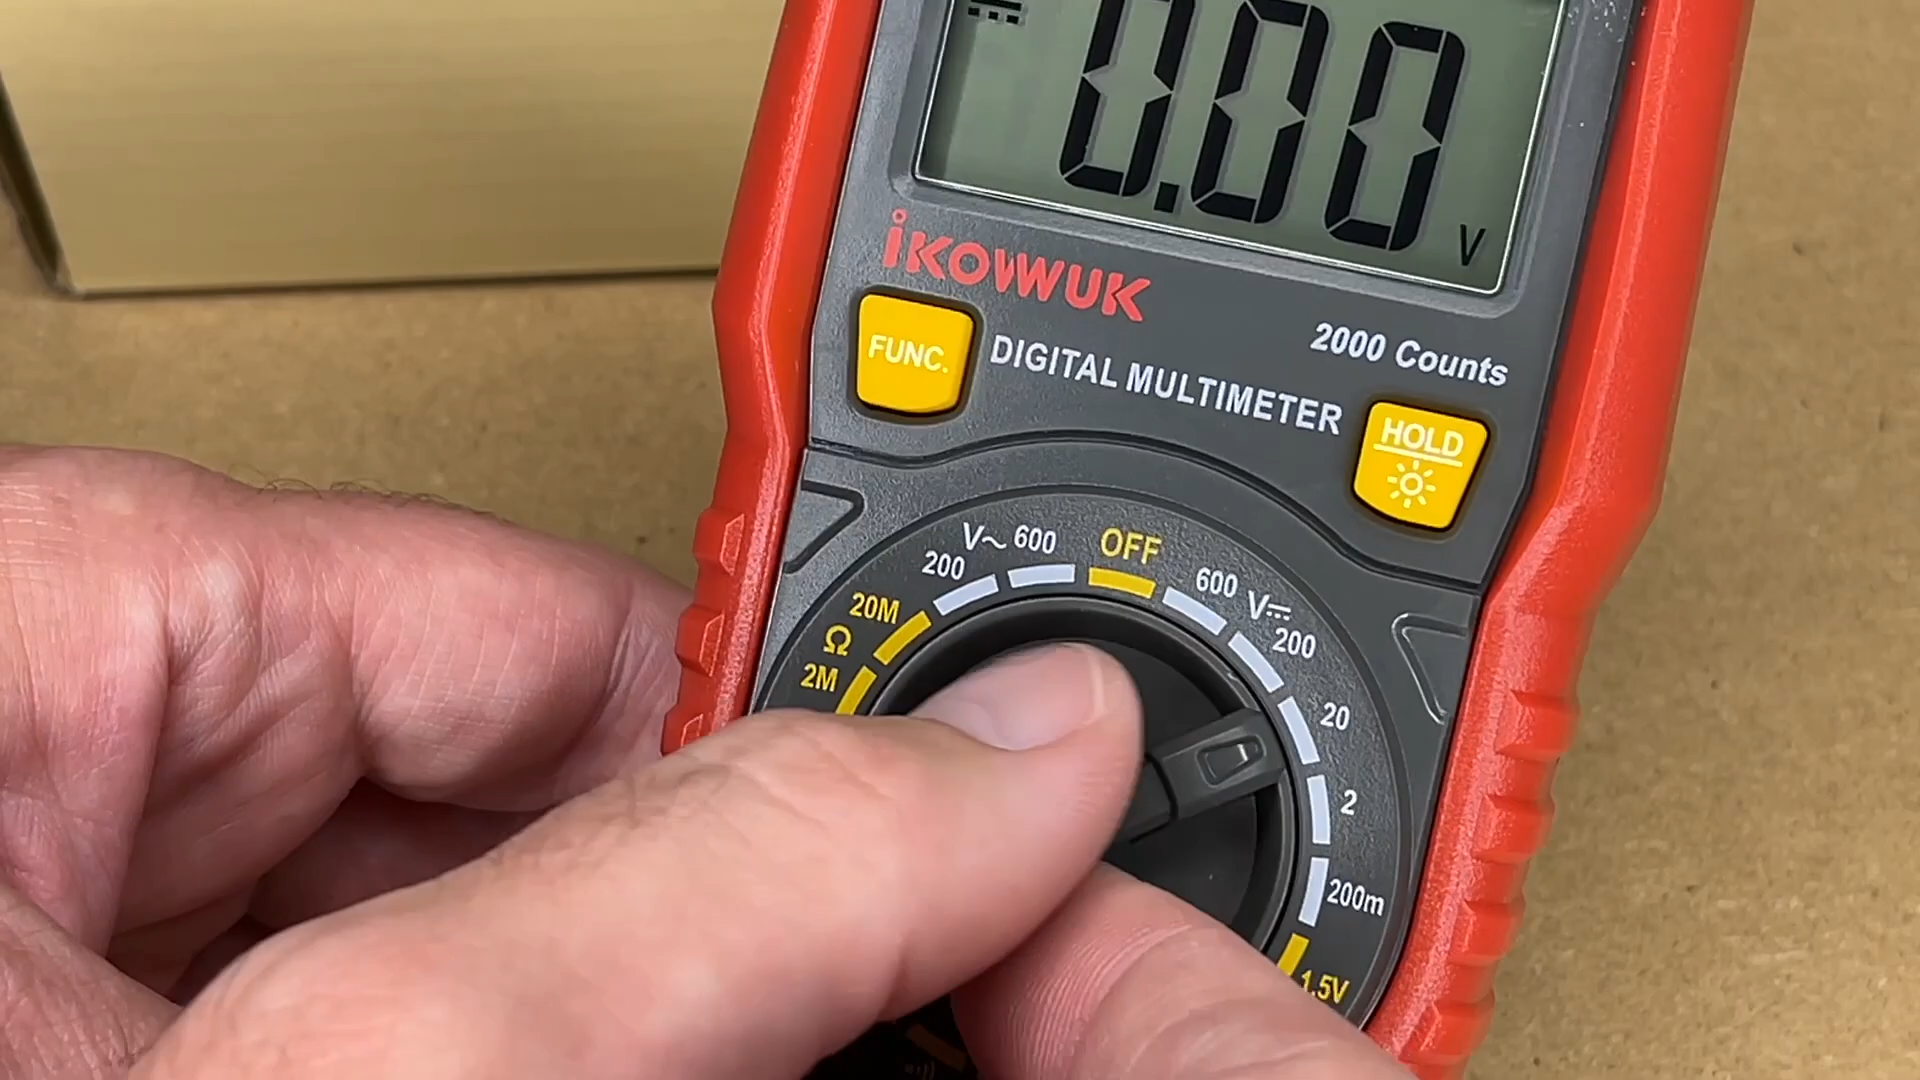 0.00 V
iKOWWUK
FUNC.
DIGITAL MULTIMETER
2000 Counts
HOLD
OFF
V~ 600
200
20M
Ω
2M
600 V⎓
200
20
2
200m
1.5V